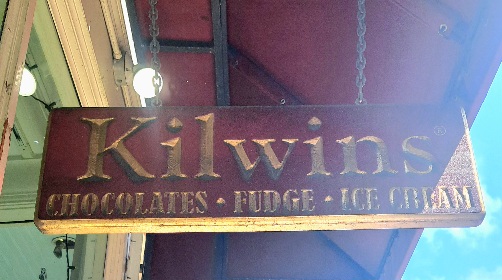 Kilwins®
CHOCOLATES • FUDGE • ICE CREAM